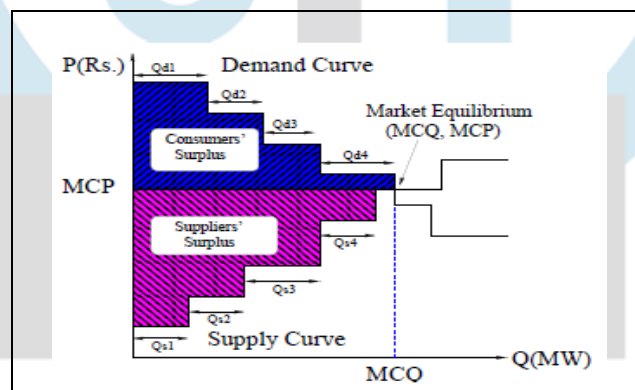 P(Rs.)
Qd1
Demand Curve
Qd2
Qd3
Qd4
Market Equilibrium
(MCQ, MCP)
Consumers'
Surplus
MCP
Suppliers'
Surplus
Qs4
Qs3
Qs2
Qs1
Supply Curve
Q(MW)
MCQ